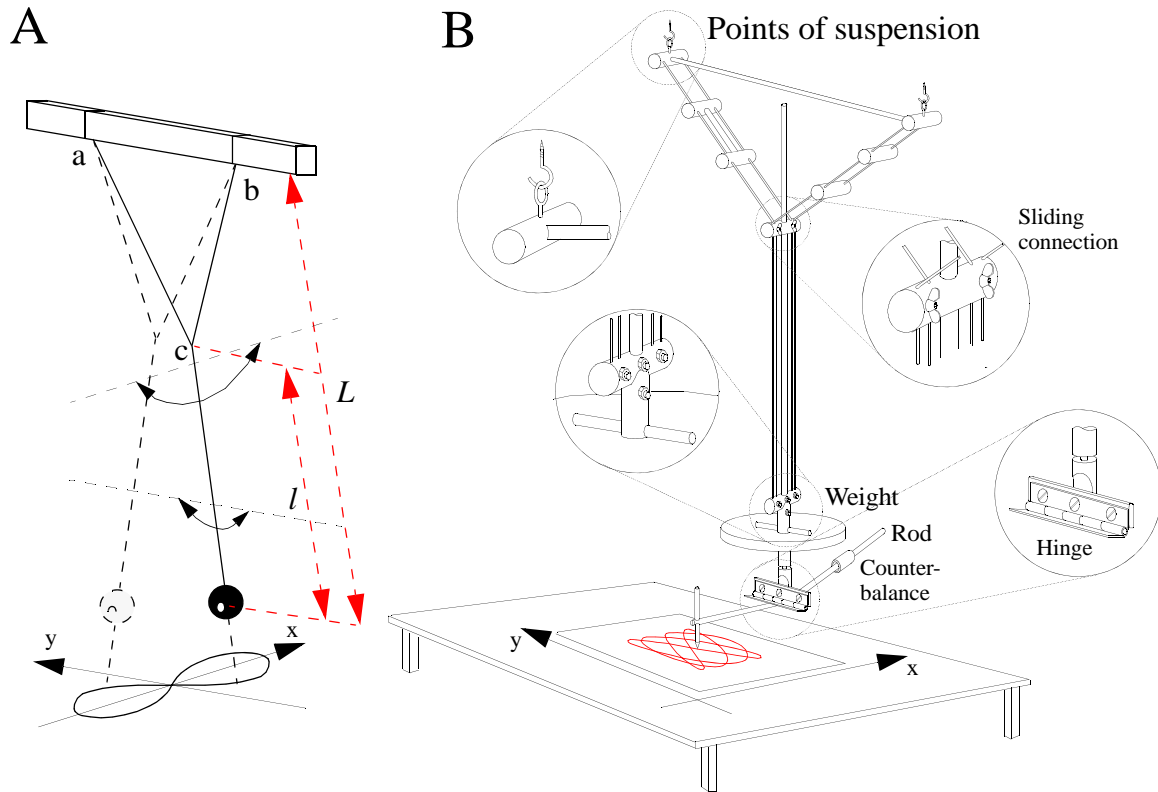 A
a
b
c
L
l
y
x
B
Points of suspension
Sliding
connection
Weight
Rod
Counter-
balance
Hinge
y
x